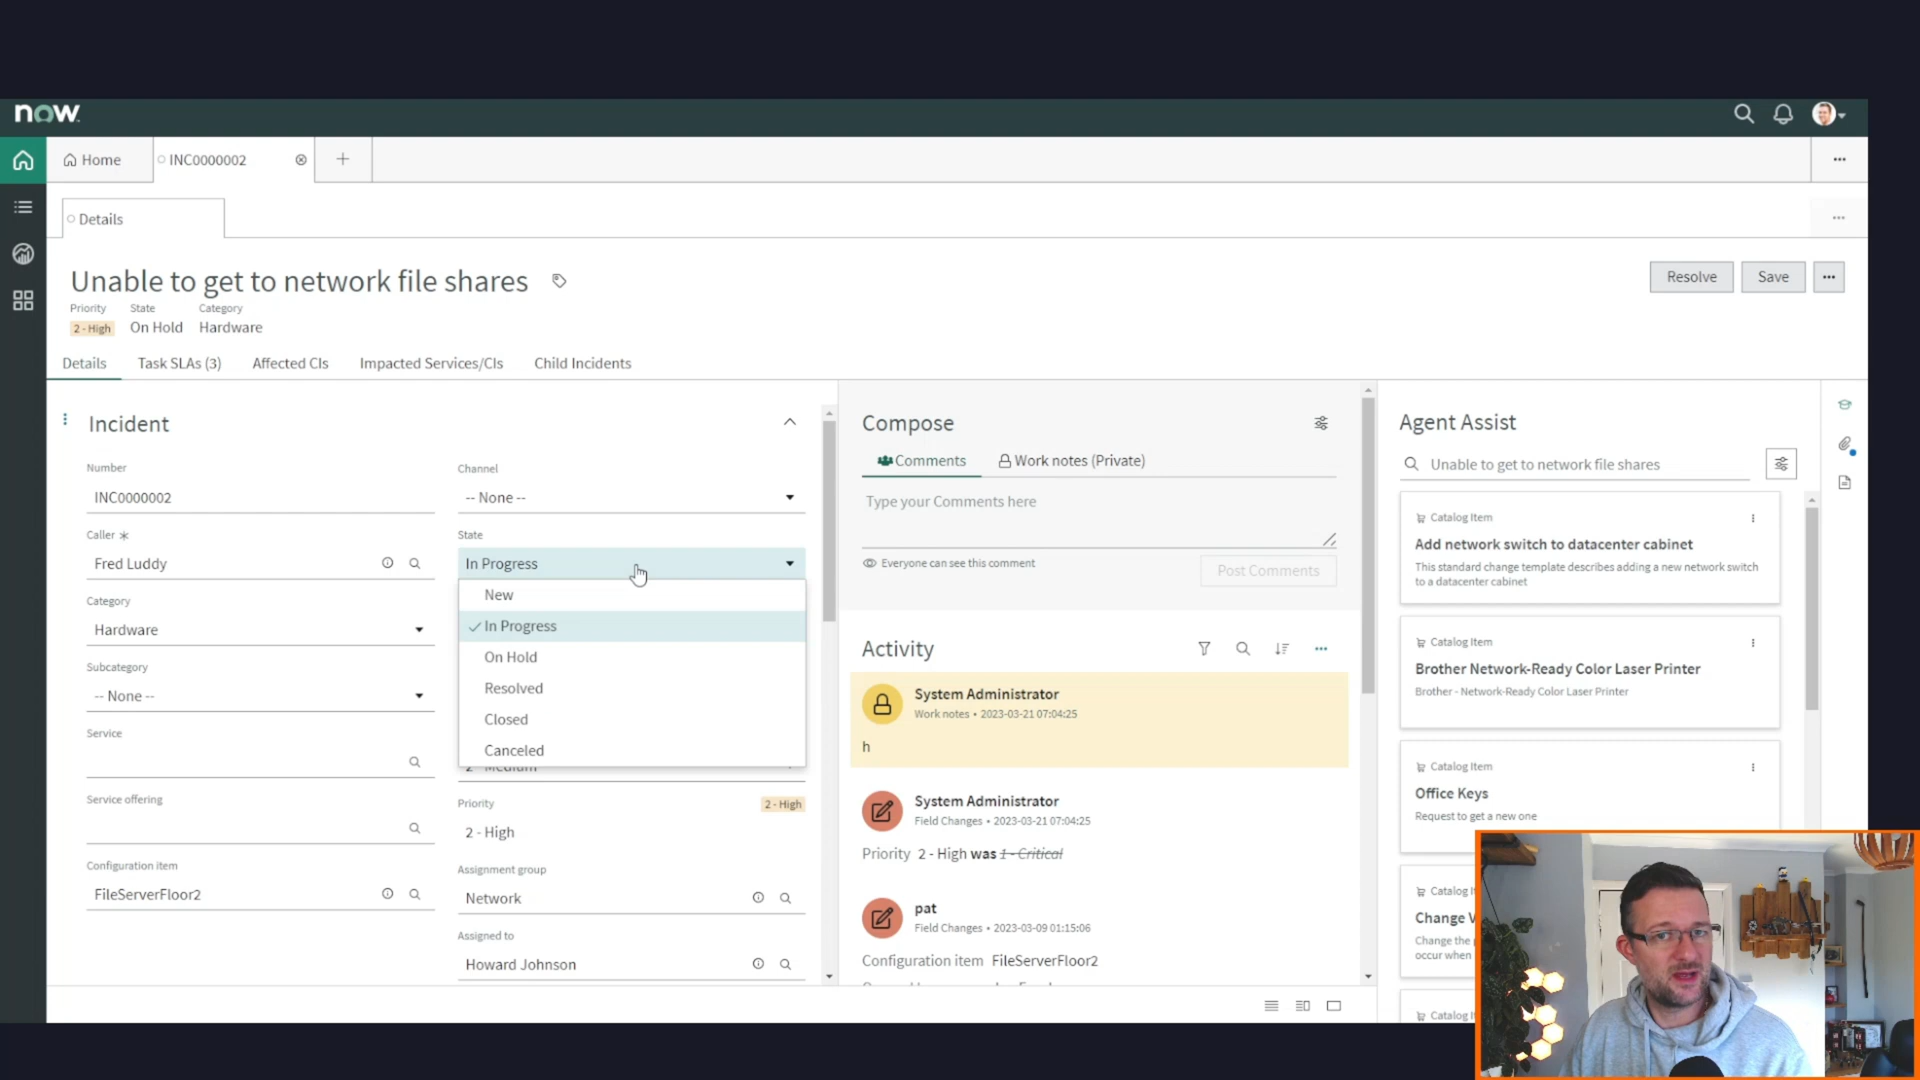 now.
Home
INC0000002
Details
Unable to get to network file shares
Resolve
Save
Priority
State
Category
2 - High
On Hold
Hardware
Details
Task SLAs (3)
Affected CIs
Impacted Services/CIs
Child Incidents
Incident
Number
INC0000002
Caller
Fred Luddy
Category
Hardware
Subcategory
-- None --
Service
Service offering
Configuration item
FileServerFloor2
Channel
-- None --
State
In Progress
New
In Progress
On Hold
Resolved
Closed
Canceled
2 - Medium
Priority
2 - High
2 - High
Assignment group
Network
Assigned to
Howard Johnson
Compose
Comments
Work notes (Private)
Type your Comments here
Everyone can see this comment
Post Comments
Activity
System Administrator
Work notes • 2023-03-21 07:04:25
h
System Administrator
Field Changes • 2023-03-21 07:04:25
Priority 2 - High was 1 - Critical
pat
Field Changes • 2023-03-09 01:15:06
Configuration item FileServerFloor2
Agent Assist
Unable to get to network file shares
Catalog Item
Add network switch to datacenter cabinet
This standard change template describes adding a new network switch
to a datacenter cabinet
Catalog Item
Brother Network-Ready Color Laser Printer
Brother - Network-Ready Color Laser Printer
Catalog Item
Office Keys
Request to get a new one
Catalog
Change
Change the
occur when
Catalog